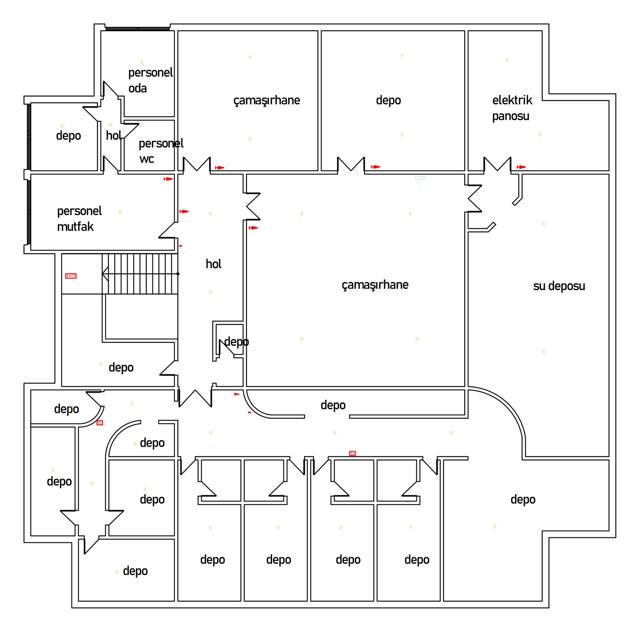 personel
oda
çamaşırhane
depo
elektrik
panosu
depo
hol
personel
wc
personel
mutfak
hol
çamaşırhane
su deposu
depo
depo
depo
depo
depo
depo
depo
depo
depo
depo
depo
depo
depo